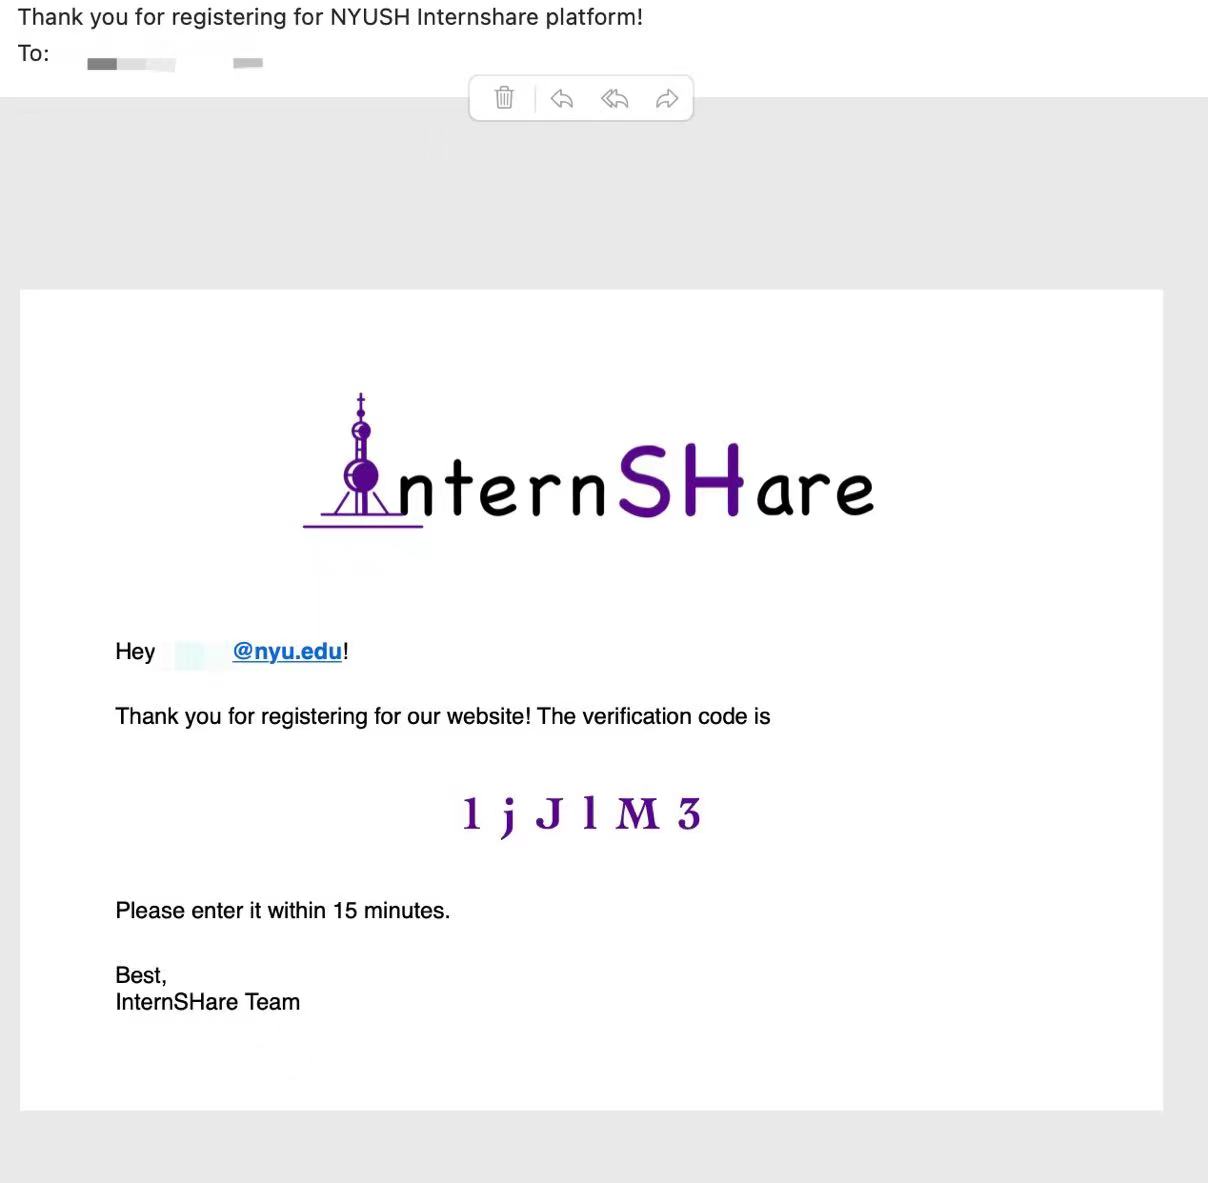 Thank you for registering for NYUSH Internshare platform!
To:
InternSHare
Hey @nyu.edu!
Thank you for registering for our website! The verification code is
1 j J l M 3
Please enter it within 15 minutes.
Best,
InternSHare Team